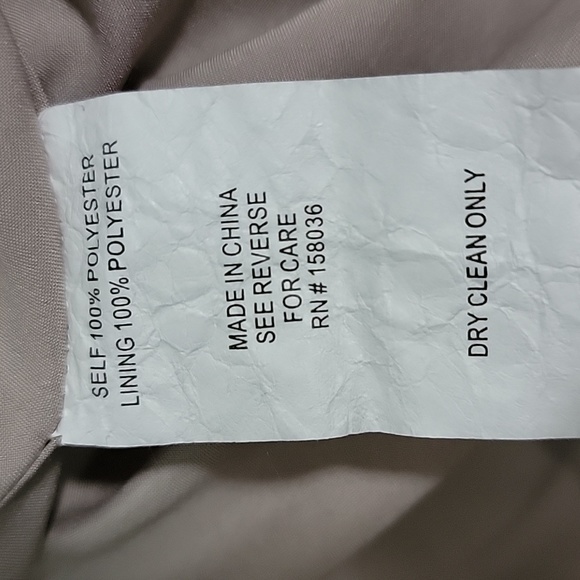 SELF 100% POLYESTER
LINING 100% POLYESTER
MADE IN CHINA
SEE REVERSE
FOR CARE
RN# 158036
DRY CLEAN ONLY